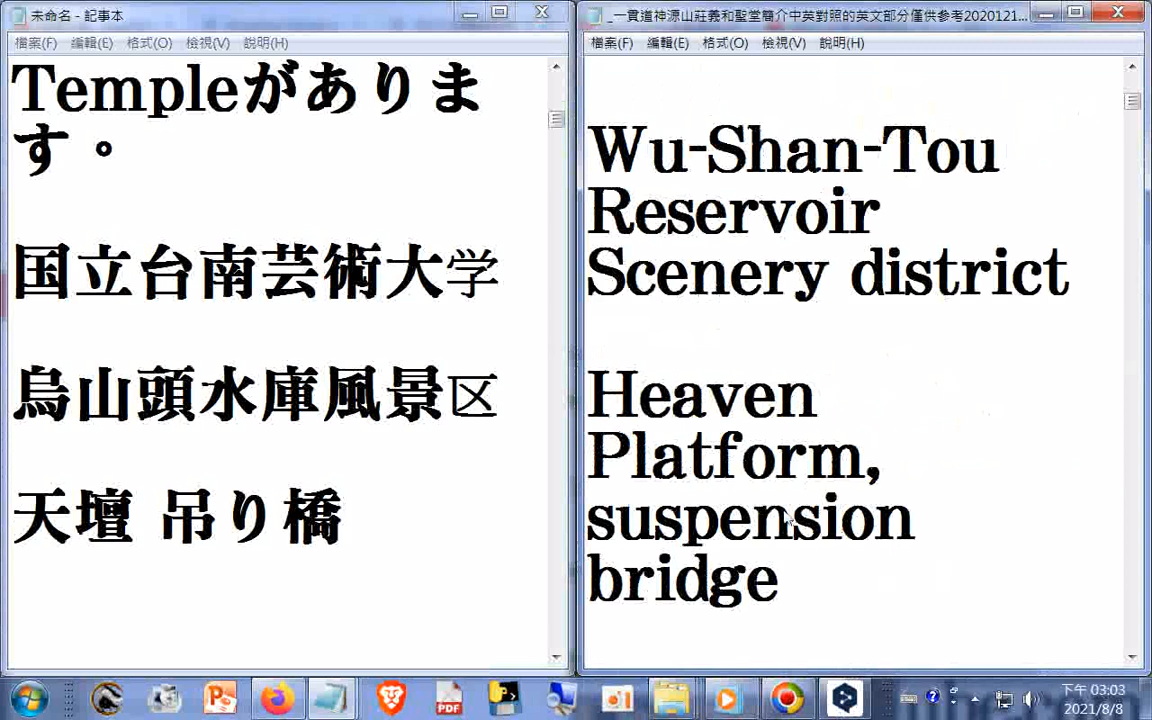 未命名 - 記事本
檔案(F) 編輯(E) 格式(O) 檢視(V) 說明(H)
Templeがありま
す。
国立台南芸術大学
烏山頭水庫風景区
天壇 吊り橋
_一貫道神源山莊義和聖堂簡介中英對照的英文部分僅供參考2020121...
檔案(F) 編輯(E) 格式(O) 檢視(V) 說明(H)
Wu-Shan-Tou
Reservoir
Scenery district
Heaven
Platform,
suspension
bridge
PDF
下午 03:03
2021/8/8